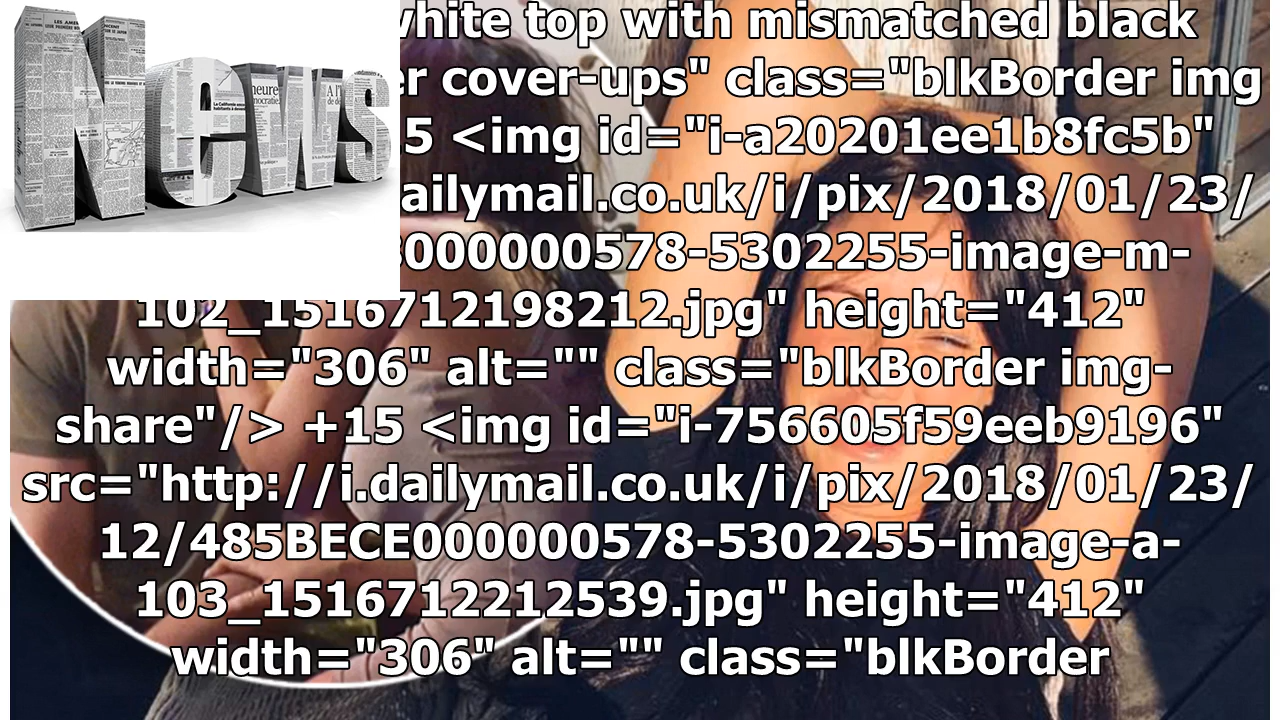 NEWS
white top with mismatched black
er cover-ups" class="blkBorder img
5 <img id="i-a20201ee1b8fc5b"
dailymail.co.uk/i/pix/2018/01/23/
3000000578-5302255-image-m-
102_1516712198212.jpg" height="412"
width="306" alt="" class="blkBorder img-
share"/> +15 <img id="i-756605f59eeb9196"
src="http://i.dailymail.co.uk/i/pix/2018/01/23/
12/485BECE000000578-5302255-image-a-
103_1516712212539.jpg" height="412"
width="306" alt="" class="blkBorder